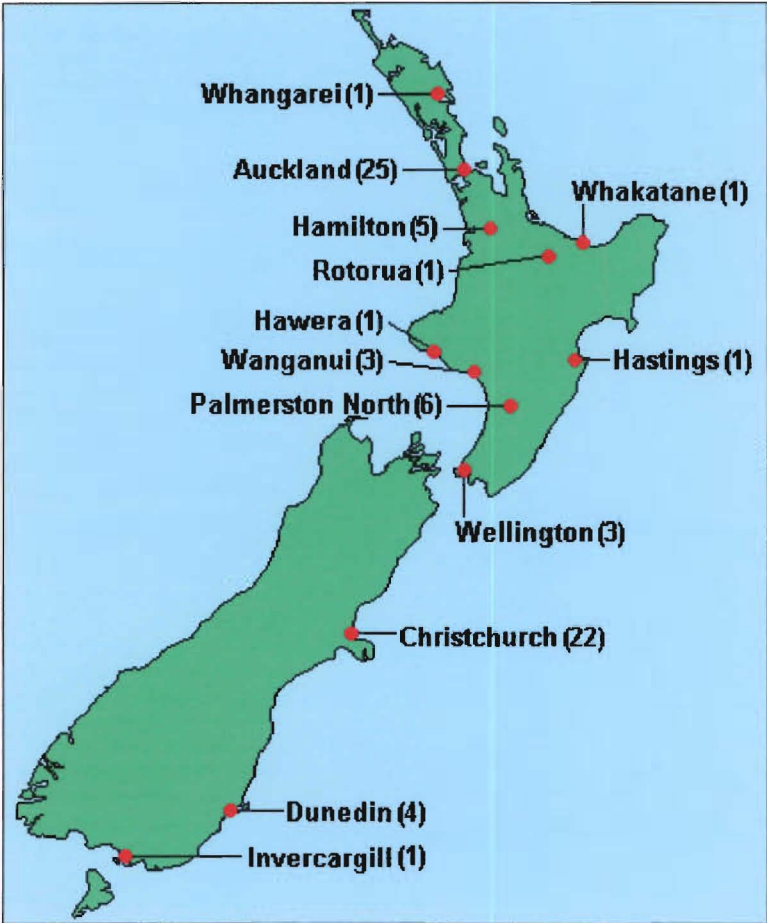 Whangarei (1)
Auckland (25)
Whakatane (1)
Hamilton (5)
Rotorua (1)
Hawera (1)
Wanganui (3)
Hastings (1)
Palmerston North (6)
Wellington (3)
Christchurch (22)
Dunedin (4)
Invercargill (1)